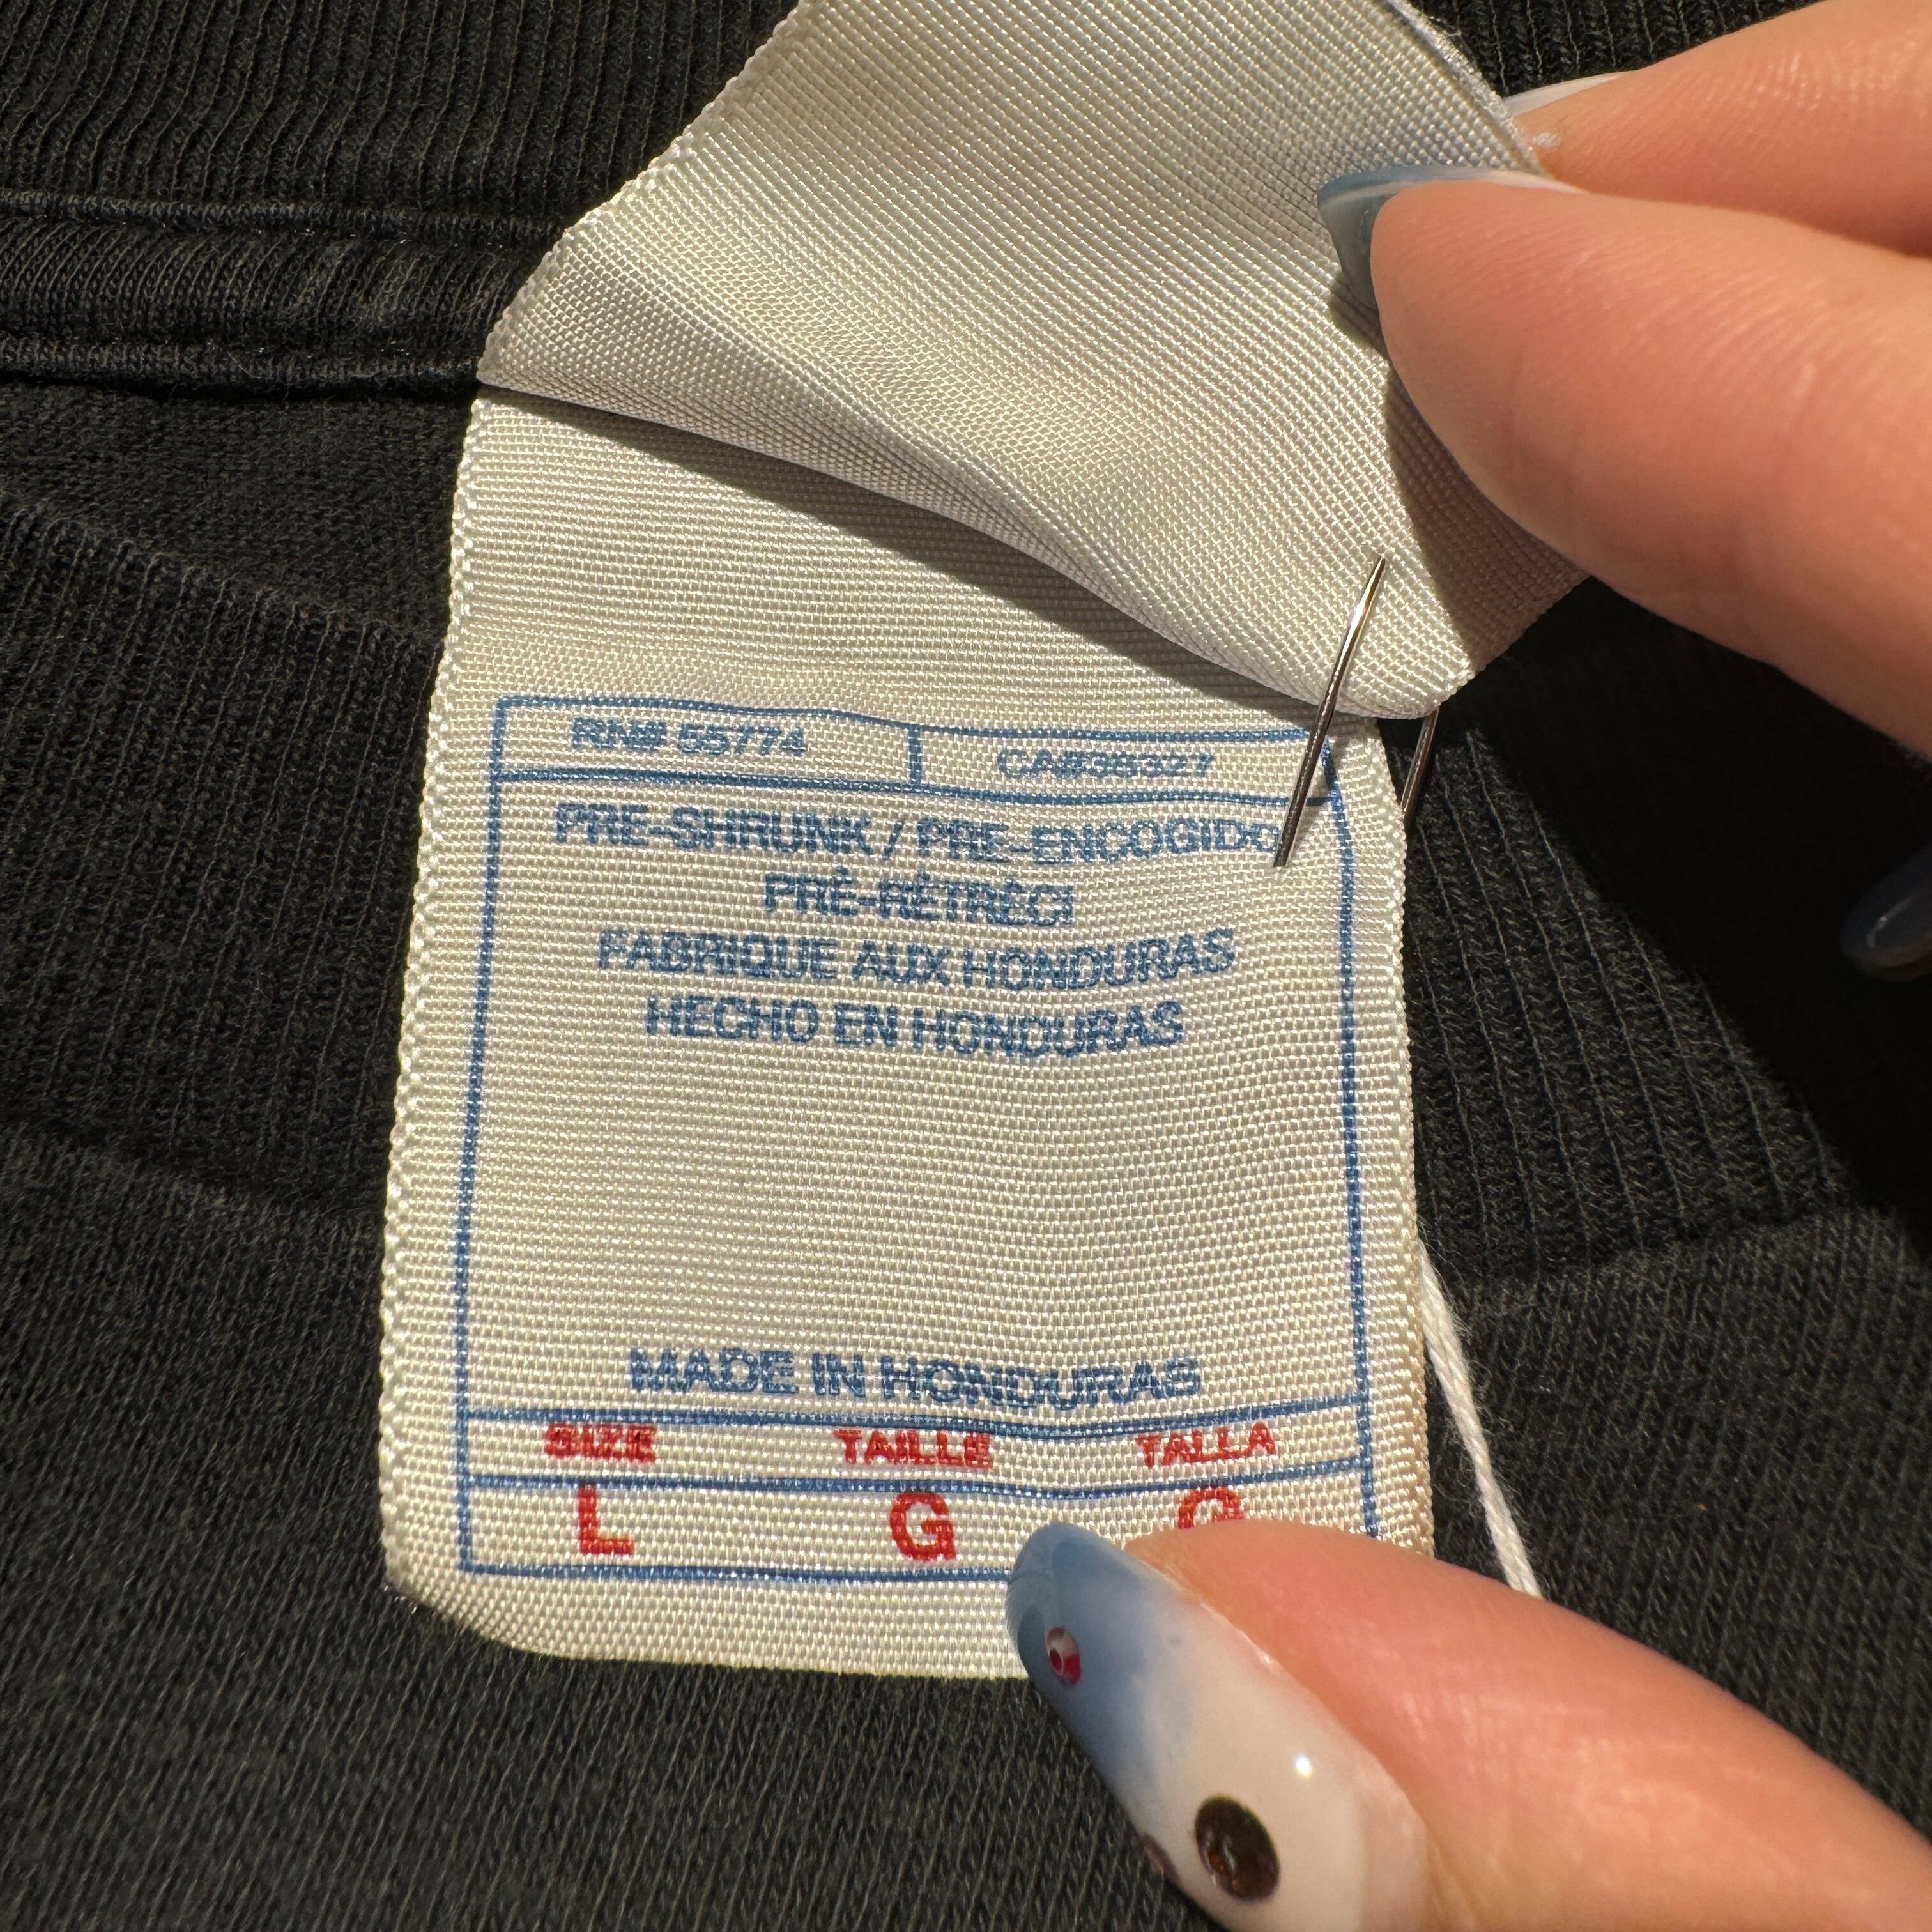 RN# 55774 CA#38327
PRE-SHRUNK / PRE-ENCOGIDO
PRÉ-RÉTRÉCI
FABRIQUE AUX HONDURAS
HECHO EN HONDURAS
MADE IN HONDURAS
SIZE TAILLE TALLA
L G G